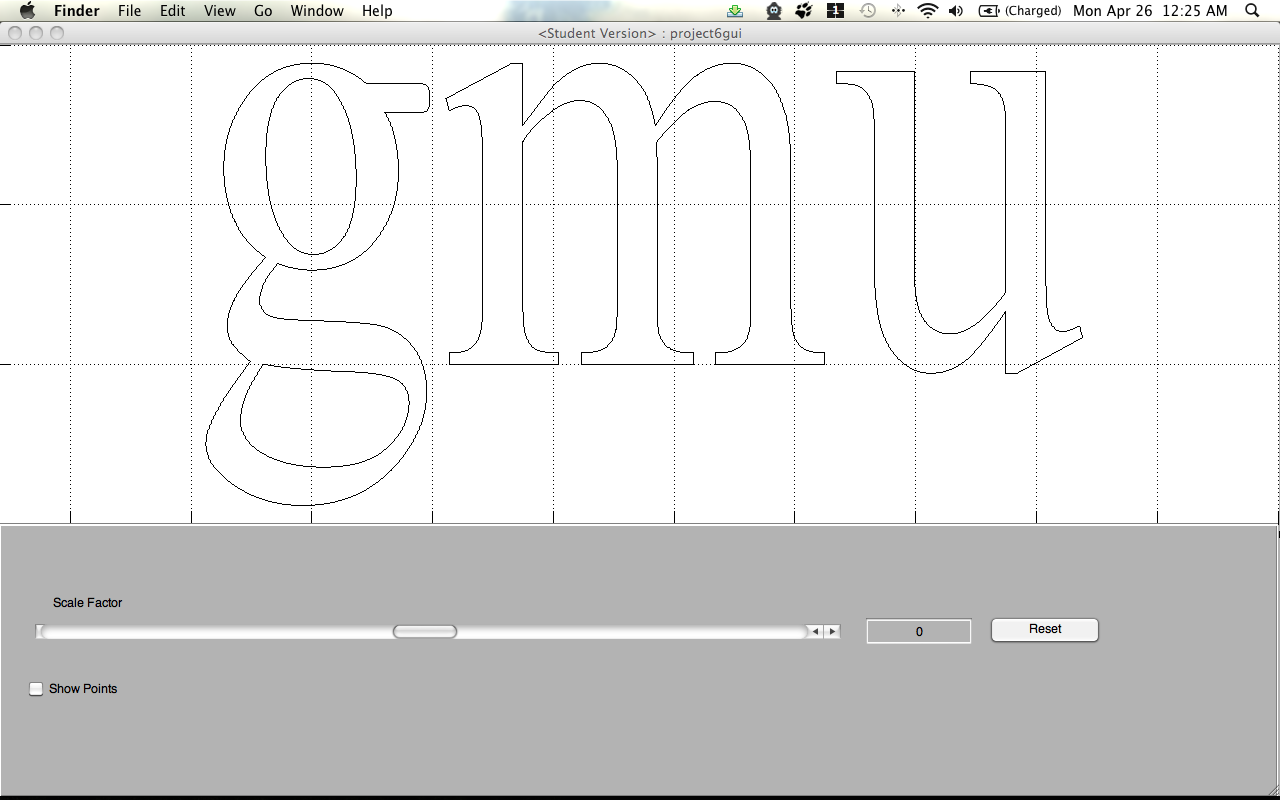 Finder File Edit View Go Window Help 1 (Charged) Mon Apr 26 12:25 AM
<Student Version> : project6gui
gmu
Scale Factor
0 Reset
Show Points